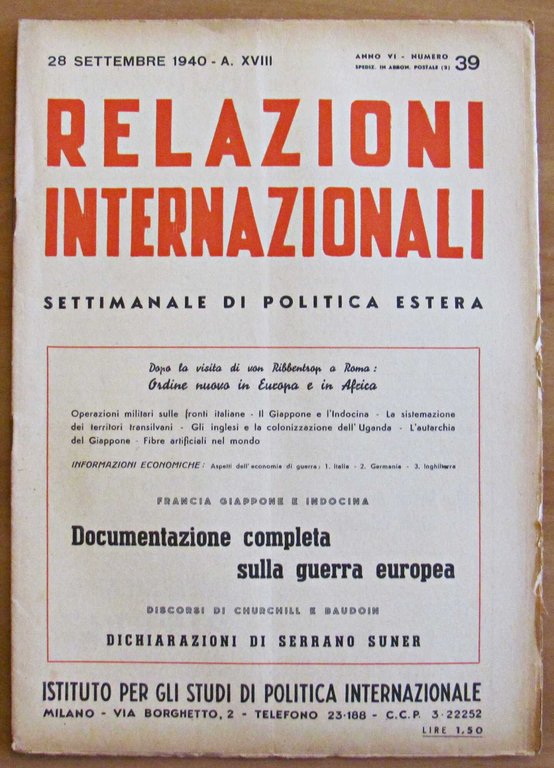 28 SETTEMBRE 1940 - A. XVIII
ANNO VI - NUMERO 39
SPEDIZ. IN ABBON. POSTALE (2)
RELAZIONI
INTERNAZIONALI
SETTIMANALE DI POLITICA ESTERA
Dopo la visita di von Ribbentrop a Roma:
Ordine nuovo in Europa e in Africa
Operazioni militari sulle fronti italiane - Il Giappone e l'Indocina - La sistemazione
dei territori transilvani - Gli inglesi e la colonizzazione dell'Uganda - L'autarchia
del Giappone - Fibre artificiali nel mondo
INFORMAZIONI ECONOMICHE: Aspetti dell'economia di guerra: 1. Italia - 2. Germania - 3. Inghilterra
FRANCIA GIAPPONE E INDOCINA
Documentazione completa
sulla guerra europea
DISCORSI DI CHURCHILL E BAUDOIN
DICHIARAZIONI DI SERRANO SUNER
ISTITUTO PER GLI STUDI DI POLITICA INTERNAZIONALE
MILANO - VIA BORGHETTO, 2 - TELEFONO 23-188 - C.C.P. 3-22252
LIRE 1,50